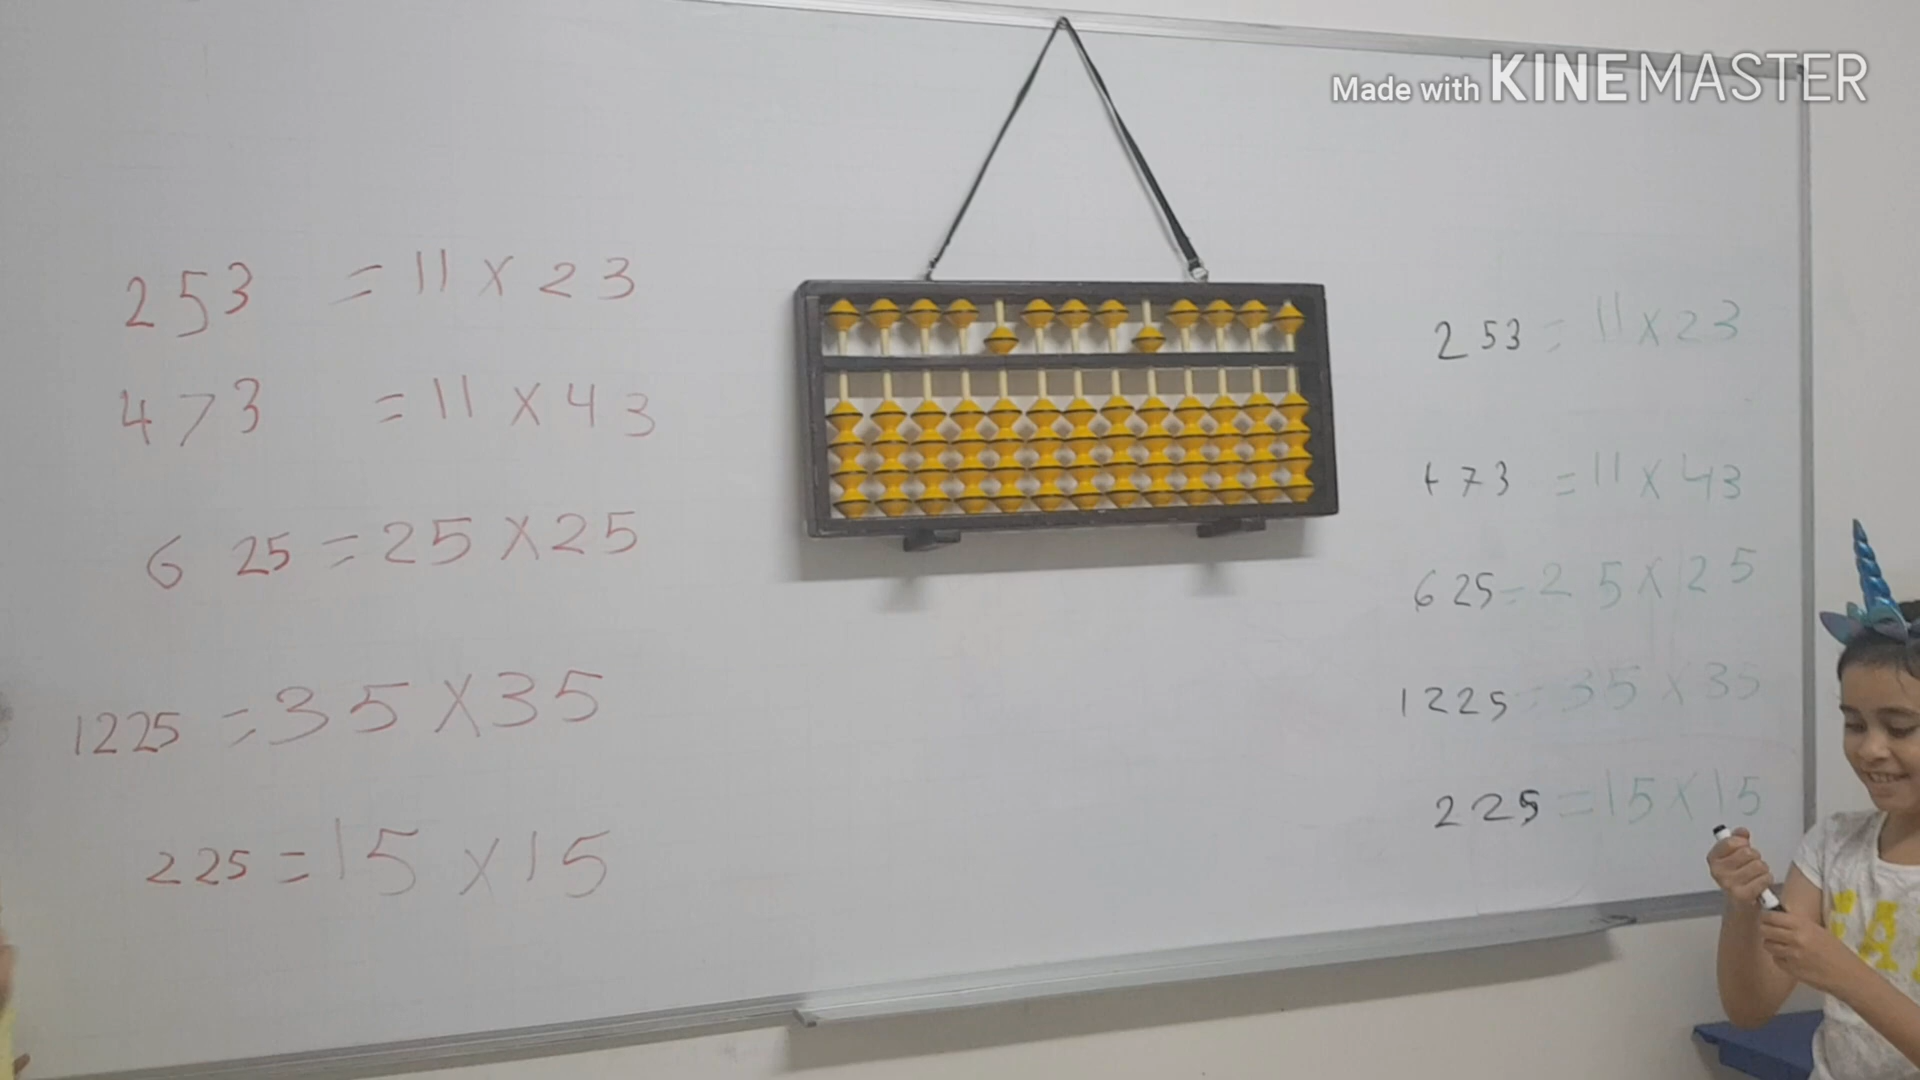 Made with KINEMASTER
253 = 11 X 23
473 = 11 X 43
625 = 25 X 25
1225 = 35 X 35
225 = 15 X 15
253 = 11 X 23
473 = 11 X 43
625 = 25 X 25
1225 = 35 X 35
225 = 15 X 15